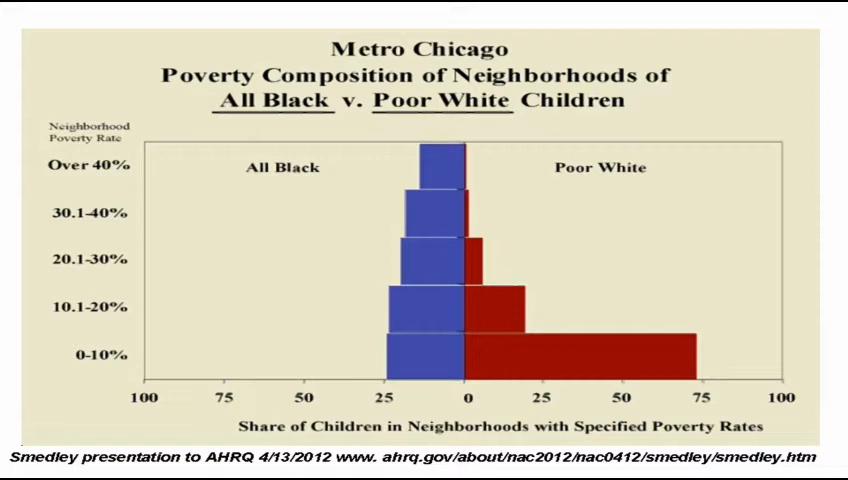 Metro Chicago
Poverty Composition of Neighborhoods of
All Black v. Poor White Children
Neighborhood
Poverty Rate
Over 40%
All Black
Poor White
30.1-40%
20.1-30%
10.1-20%
0-10%
100 75 50 25 0 25 50 75 100
Share of Children in Neighborhoods with Specified Poverty Rates
Smedley presentation to AHRQ 4/13/2012 www. ahrq.gov/about/nac2012/nac0412/smedley/smedley.htm